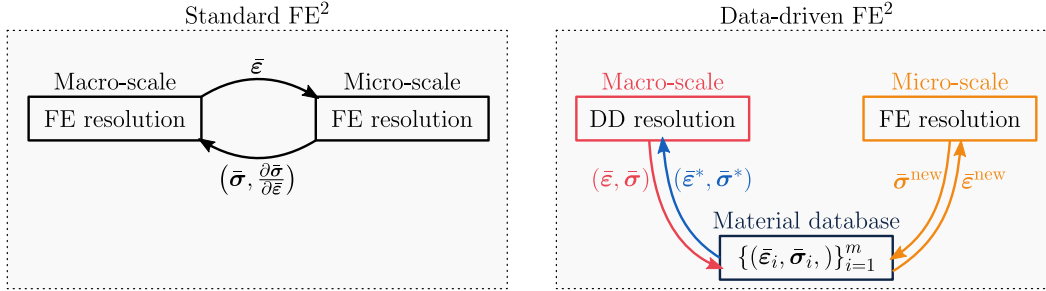 Standard FE²
Macro-scale
FE resolution
Micro-scale
FE resolution
ε̄
(σ̄, ∂σ̄/∂ε̄)
Data-driven FE²
Macro-scale
DD resolution
Micro-scale
FE resolution
(ε̄, σ̄)
(ε̄*, σ̄*)
σ̄ⁿᵉʷ
ε̄ⁿᵉʷ
Material database
{(ε̄ᵢ, σ̄ᵢ,)}ᵐᵢ₌₁